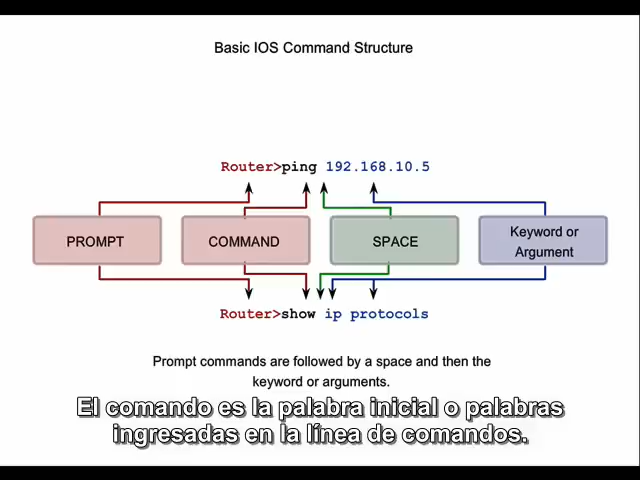 Basic IOS Command Structure
Router>ping 192.168.10.5
PROMPT
COMMAND
SPACE
Keyword or
Argument
Router>show ip protocols
Prompt commands are followed by a space and then the
keyword or arguments.
El comando es la palabra inicial o palabras
ingresadas en la línea de comandos.